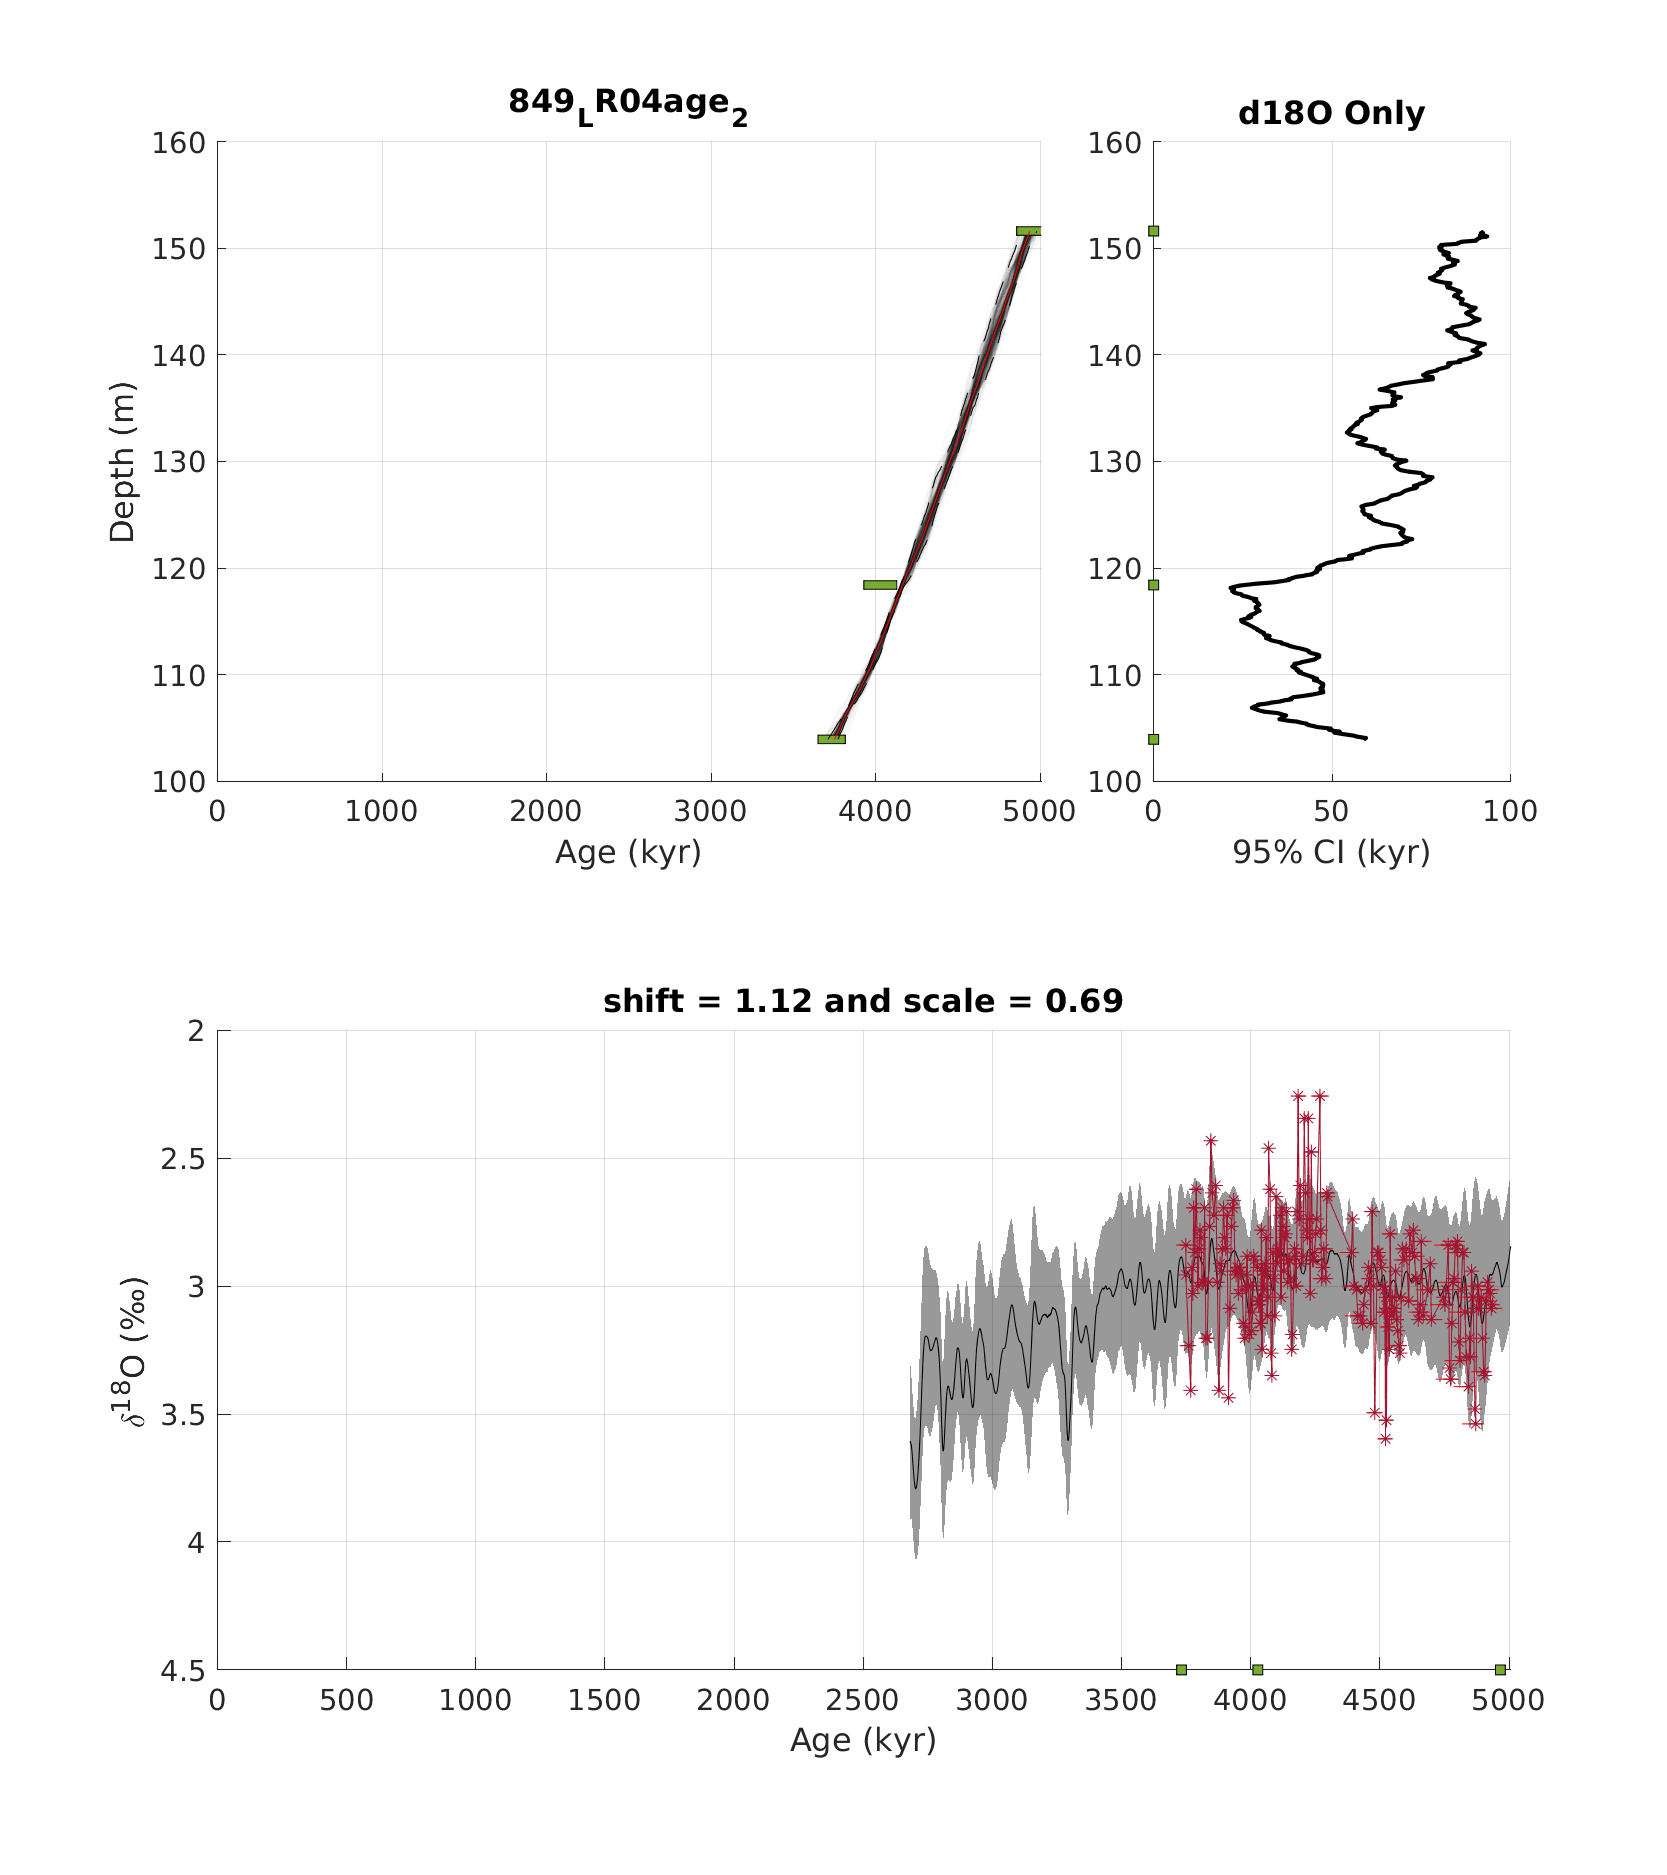 849LR04age2
160
150
140
130
120
110
100
Depth (m)
0 1000 2000 3000 4000 5000
Age (kyr)
d18O Only
160
150
140
130
120
110
100
0 50 100
95% CI (kyr)
shift = 1.12 and scale = 0.69
2
2.5
3
3.5
4
4.5
δ18O (‰)
0 500 1000 1500 2000 2500 3000 3500 4000 4500 5000
Age (kyr)